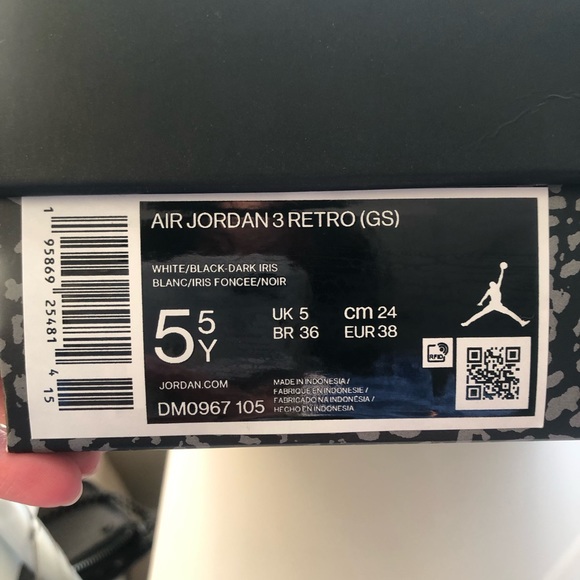 1 95869 25481 4 15
AIR JORDAN 3 RETRO (GS)
WHITE/BLACK-DARK IRIS
BLANC/IRIS FONCEE/NOIR
5 5 Y
UK 5 cm 24
BR 36 EUR 38
RFID
JORDAN.COM
DM0967 105
MADE IN INDONESIA /
FABRIQUE EN INDONESIE /
FABRICADO NA INDONÉSIA /
HECHO EN INDONESIA